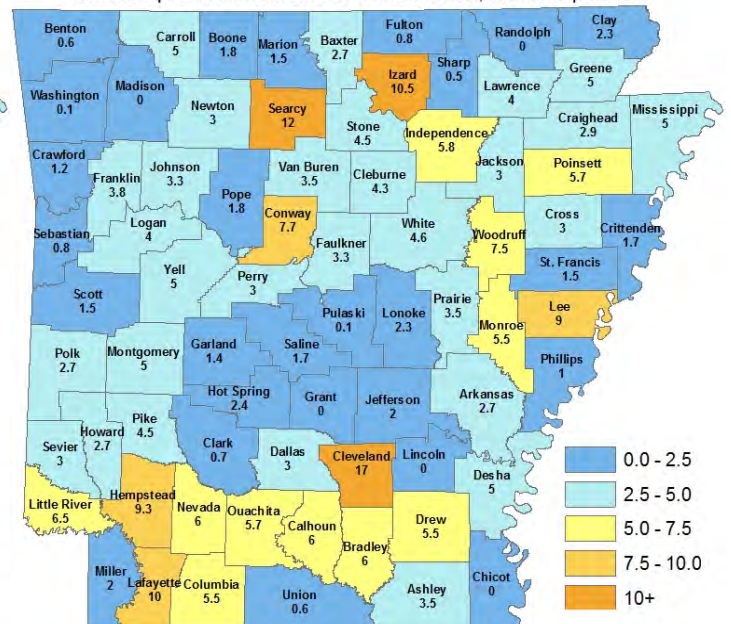 Benton
0.6
Carroll
5
Boone
1.8
Marion
1.5
Baxter
2.7
Fulton
0.8
Randolph
0
Clay
2.3
Washington
0.1
Madison
0
Newton
3
Searcy
12
Stone
4.5
Izard
10.5
Sharp
0.5
Lawrence
4
Greene
5
Craighead
2.9
Mississippi
5
Independence
5.8
Jackson
3
Poinsett
5.7
Crawford
1.2
Franklin
3.8
Johnson
3.3
Pope
1.8
Van Buren
3.5
Cleburne
4.3
Conway
7.7
Faulkner
3.3
White
4.6
Woodruff
7.5
Cross
3
Crittenden
1.7
St. Francis
1.5
Sebastian
0.8
Logan
4
Yell
5
Perry
3
Scott
1.5
Pulaski
0.1
Lonoke
2.3
Prairie
3.5
Monroe
5.5
Lee
9
Phillips
1
Polk
2.7
Montgomery
5
Garland
1.4
Saline
1.7
Hot Spring
2.4
Grant
0
Jefferson
2
Arkansas
2.7
Sevier
3
Howard
2.7
Pike
4.5
Clark
0.7
Dallas
3
Cleveland
17
Lincoln
0
Desha
5
Little River
6.5
Hempstead
9.3
Nevada
6
Ouachita
5.7
Calhoun
6
Bradley
6
Drew
5.5
Miller
2
Lafayette
10
Columbia
5.5
Union
0.6
Ashley
3.5
Chicot
0
0.0 - 2.5
2.5 - 5.0
5.0 - 7.5
7.5 - 10.0
10+